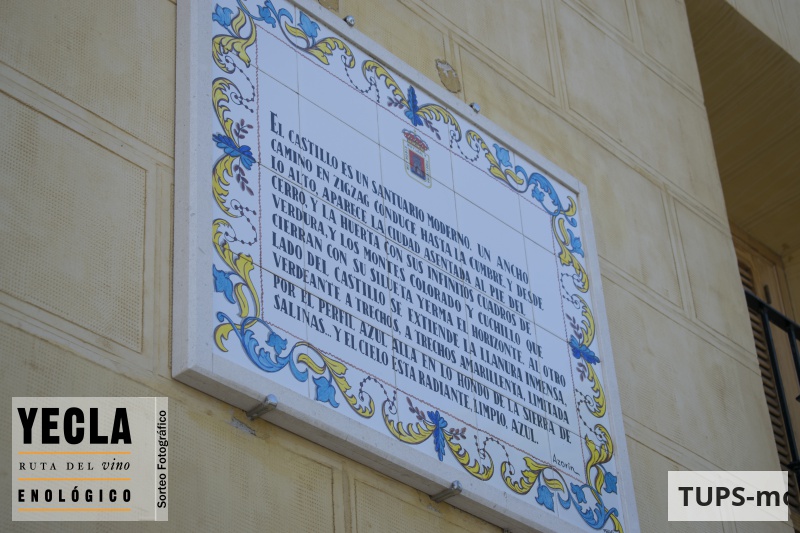 EL CASTILLO ES UN SANTUARIO MODERNO. UN ANCHO
CAMINO EN ZIGZAG CONDUCE HASTA LA CUMBRE, Y DESDE
LO ALTO, APARECE LA CIUDAD ASENTADA AL PIE DEL
CERRO, Y LA HUERTA CON SUS INFINITOS CUADROS DE
VERDURA, Y LOS MONTES COLORADO Y CUCHILLO QUE
CIERRAN CON SU SILUETA YERMA EL HORIZONTE. AL OTRO
LADO DEL CASTILLO SE EXTIENDE LA LLANURA INMENSA,
VERDEANTE A TRECHOS, A TRECHOS AMARILLENTA, LIMITADA
POR EL PERFIL AZUL, ALLA EN LO HONDO DE LA SIERRA DE
SALINAS. Y EL CIELO ESTA RADIANTE, LIMPIO, AZUL.
Azorin.
YECLA
RUTA DEL vino
ENOLÓGICO
Sorteo Fotográfico
TUPS-mo